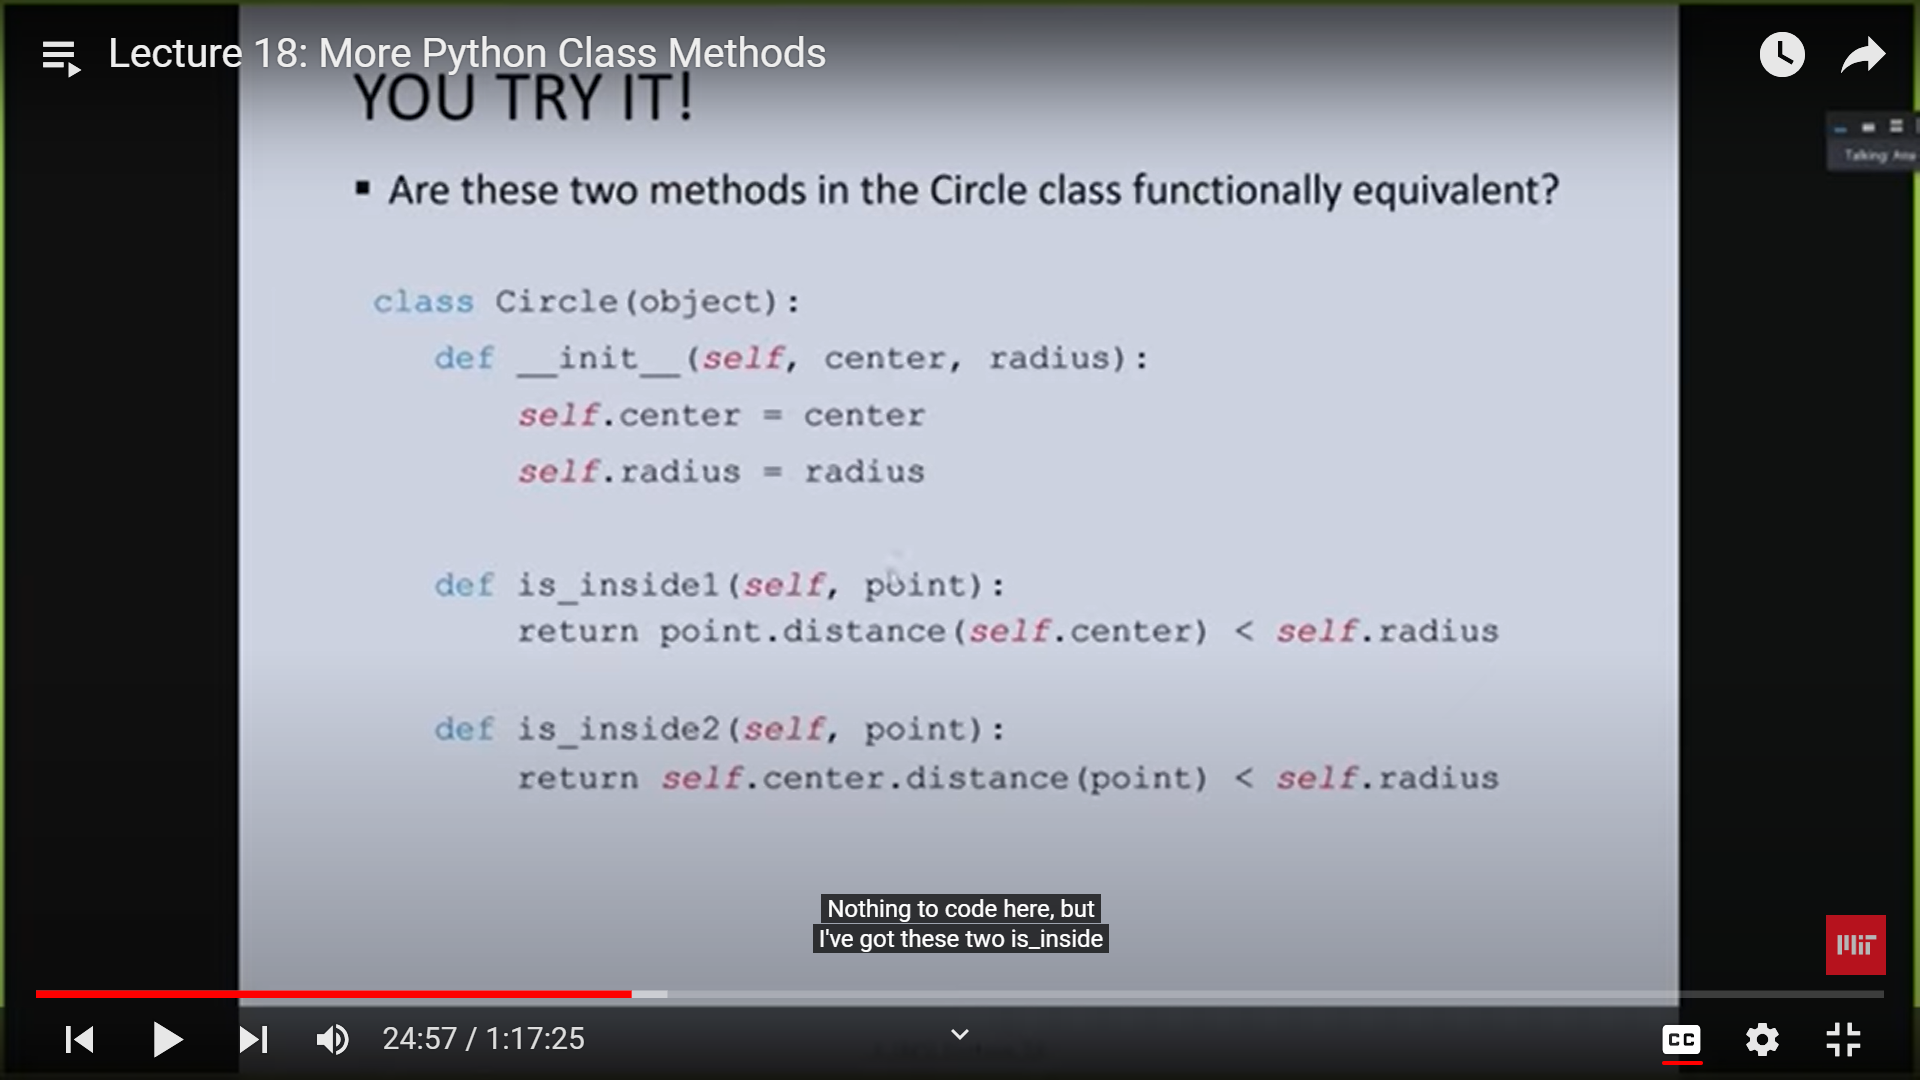 Lecture 18: More Python Class Methods
YOU TRY IT!
Talking:
▪ Are these two methods in the Circle class functionally equivalent?
class Circle(object):
def __init__(self, center, radius):
self.center = center
self.radius = radius
def is_inside1(self, point):
return point.distance(self.center) < self.radius
def is_inside2(self, point):
return self.center.distance(point) < self.radius
Nothing to code here, but
I've got these two is_inside
MIT
24:57 / 1:17:25
CC